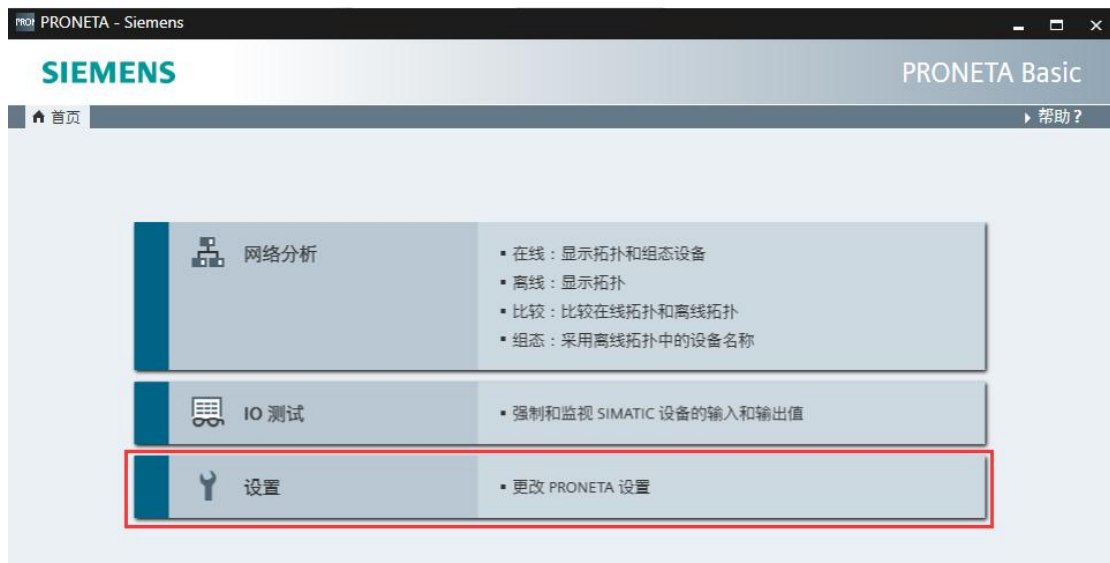 PRONETA - Siemens
SIEMENS
PRONETA Basic
首页
帮助?
网络分析
▪ 在线：显示拓扑和组态设备
▪ 离线：显示拓扑
▪ 比较：比较在线拓扑和离线拓扑
▪ 组态：采用离线拓扑中的设备名称
IO 测试
▪ 强制和监视 SIMATIC 设备的输入和输出值
设置
▪ 更改 PRONETA 设置